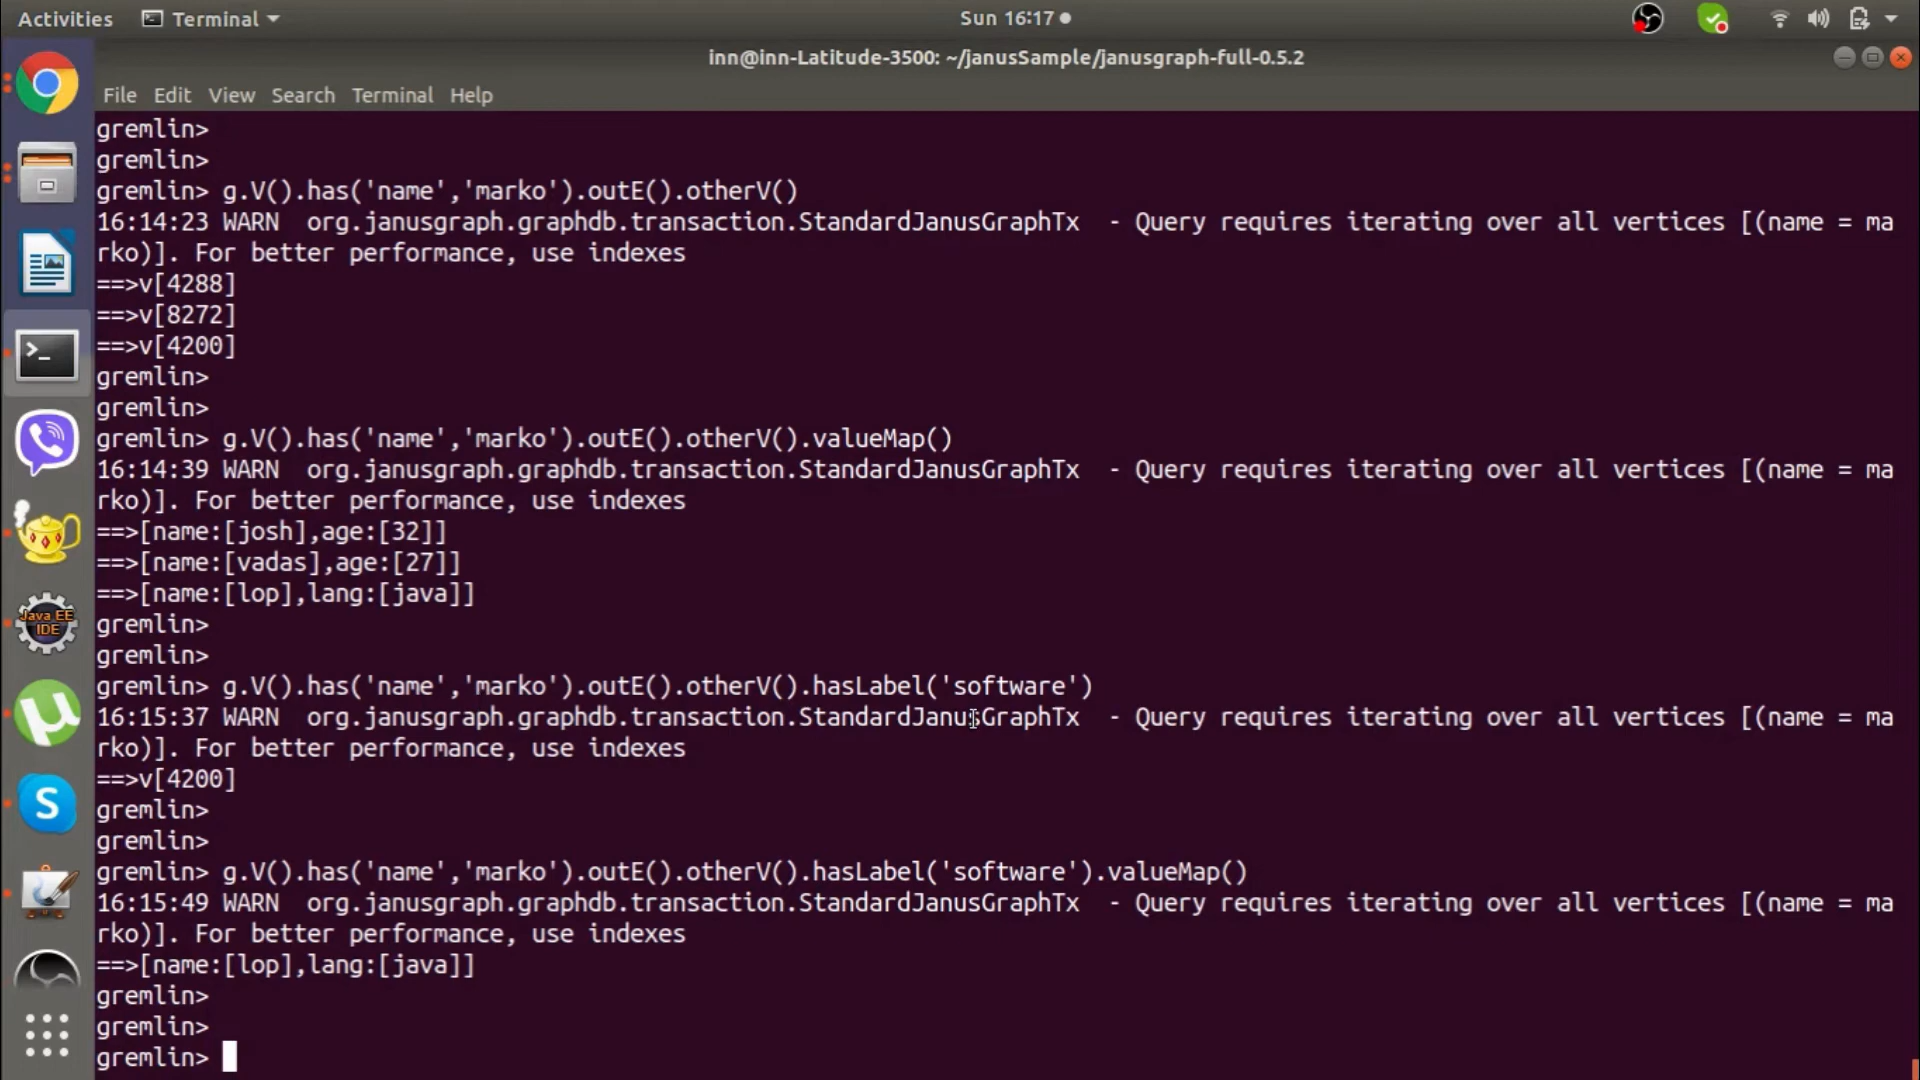 Activities Terminal Sun 16:17
inn@inn-Latitude-3500: ~/janusSample/janusgraph-full-0.5.2
File Edit View Search Terminal Help
gremlin>
gremlin>
gremlin> g.V().has('name','marko').outE().otherV()
16:14:23 WARN  org.janusgraph.graphdb.transaction.StandardJanusGraphTx  - Query requires iterating over all vertices [(name = ma
rko)]. For better performance, use indexes
==>v[4288]
==>v[8272]
==>v[4200]
gremlin>
gremlin>
gremlin> g.V().has('name','marko').outE().otherV().valueMap()
16:14:39 WARN  org.janusgraph.graphdb.transaction.StandardJanusGraphTx  - Query requires iterating over all vertices [(name = ma
rko)]. For better performance, use indexes
==>[name:[josh],age:[32]]
==>[name:[vadas],age:[27]]
==>[name:[lop],lang:[java]]
gremlin>
gremlin>
gremlin> g.V().has('name','marko').outE().otherV().hasLabel('software')
16:15:37 WARN  org.janusgraph.graphdb.transaction.StandardJanusGraphTx  - Query requires iterating over all vertices [(name = ma
rko)]. For better performance, use indexes
==>v[4200]
gremlin>
gremlin>
gremlin> g.V().has('name','marko').outE().otherV().hasLabel('software').valueMap()
16:15:49 WARN  org.janusgraph.graphdb.transaction.StandardJanusGraphTx  - Query requires iterating over all vertices [(name = ma
rko)]. For better performance, use indexes
==>[name:[lop],lang:[java]]
gremlin>
gremlin>
gremlin>
Java EE
IDE